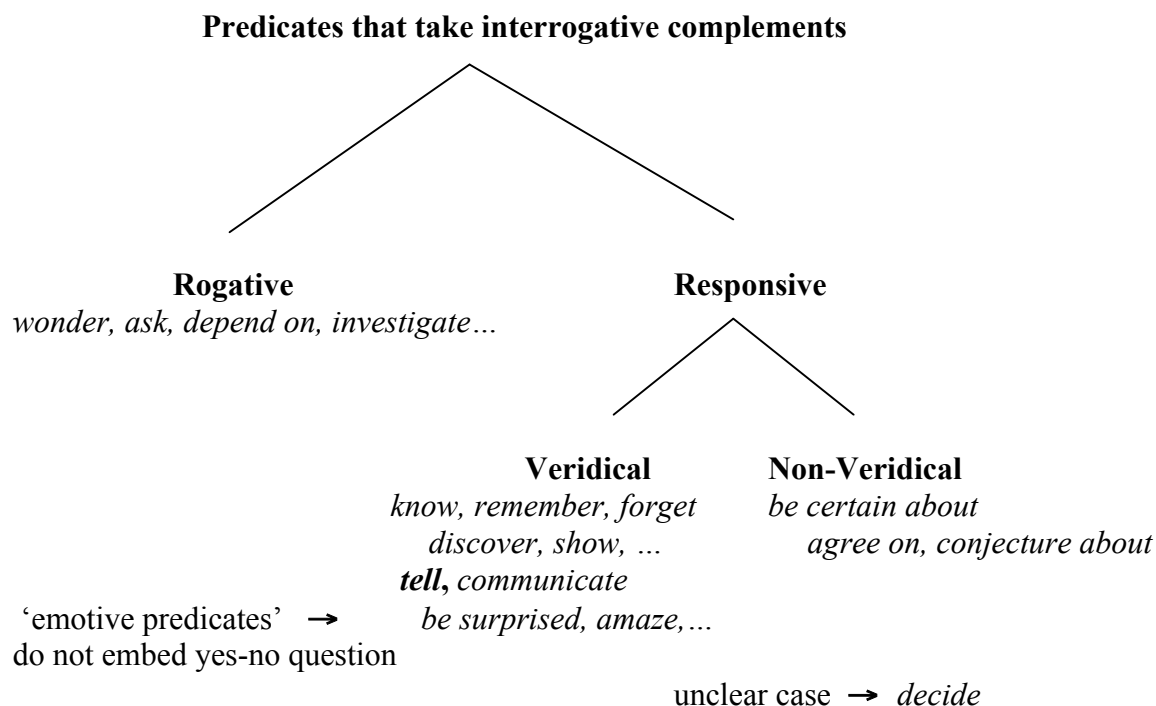 Predicates that take interrogative complements
Rogative
wonder, ask, depend on, investigate…
Responsive
Veridical
know, remember, forget
discover, show, …
tell, communicate
be surprised, amaze,…
Non-Veridical
be certain about
agree on, conjecture about
‘emotive predicates’ →
do not embed yes-no question
unclear case → decide